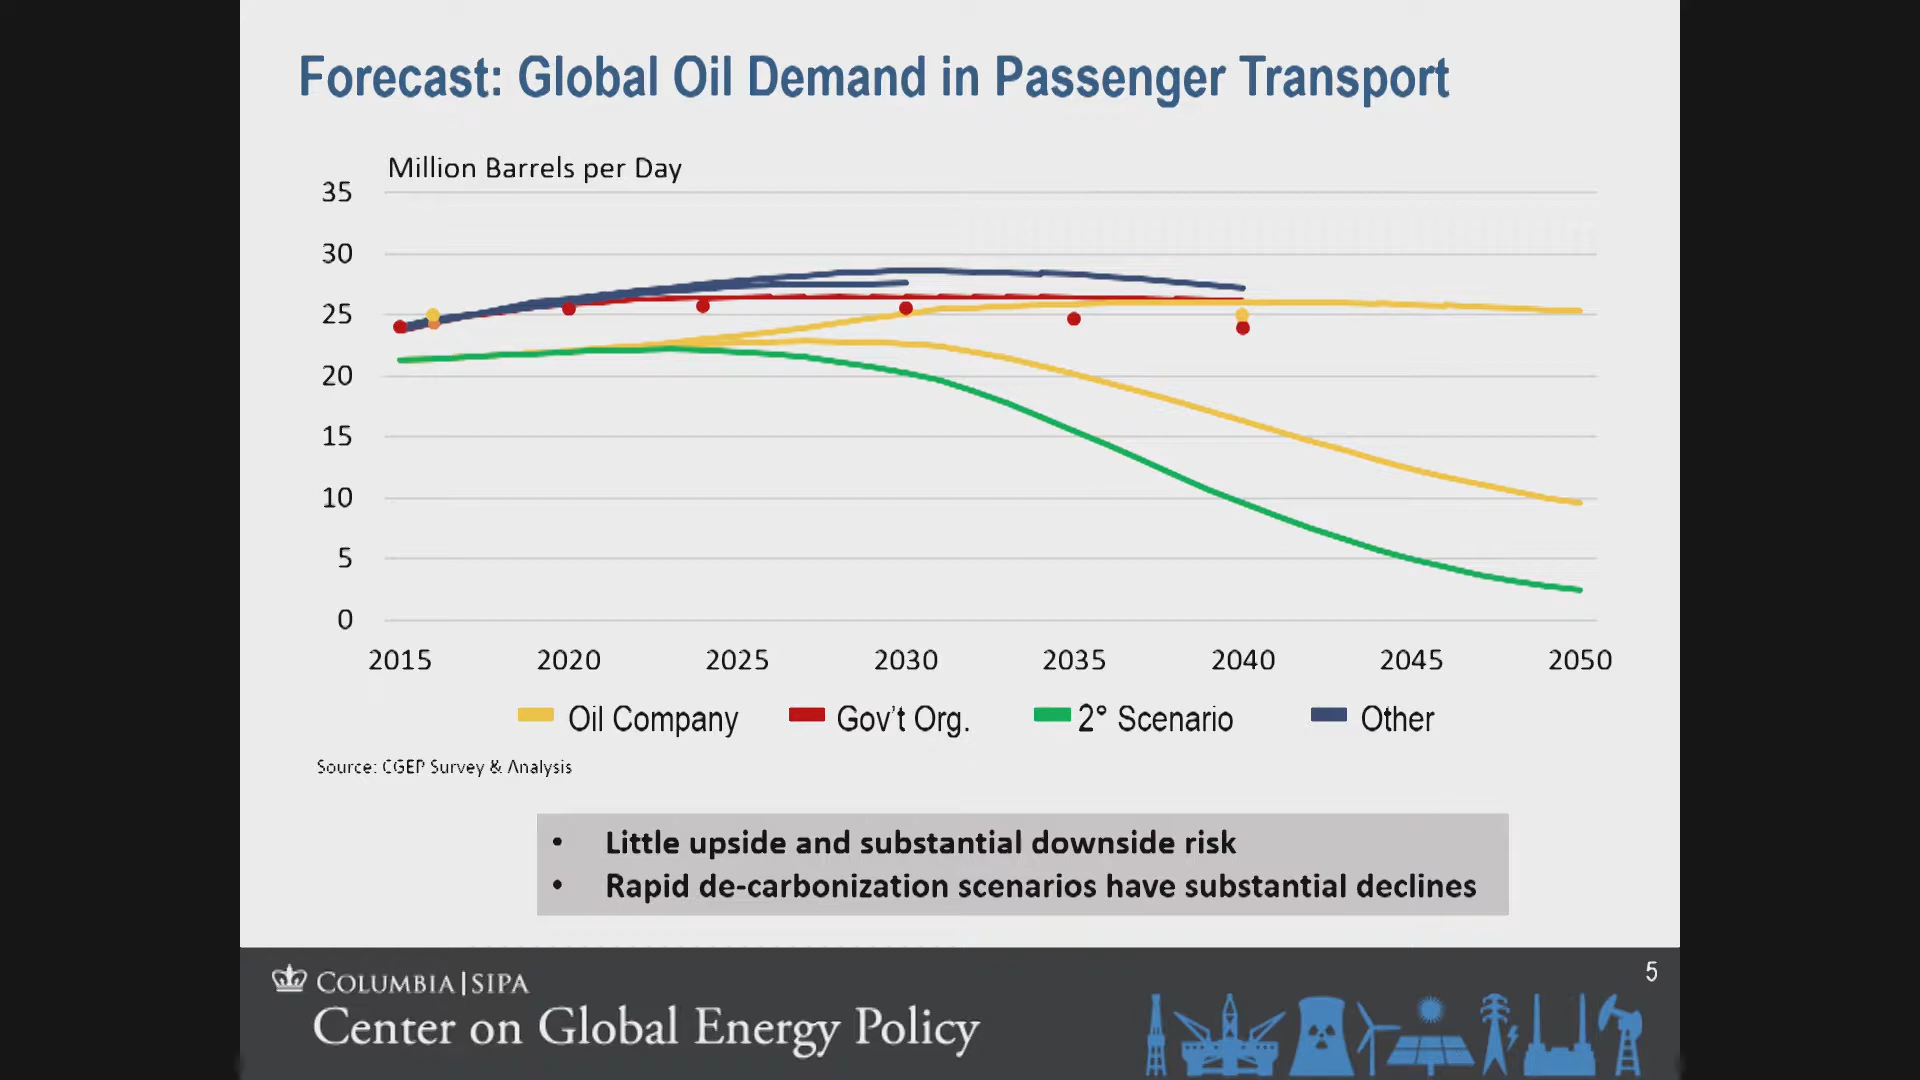 Forecast: Global Oil Demand in Passenger Transport
Million Barrels per Day
35
30
25
20
15
10
5
0
2015 2020 2025 2030 2035 2040 2045 2050
Oil Company Gov't Org. 2° Scenario Other
Source: CGEP Survey & Analysis
• Little upside and substantial downside risk
• Rapid de-carbonization scenarios have substantial declines
COLUMBIA|SIPA
Center on Global Energy Policy
5